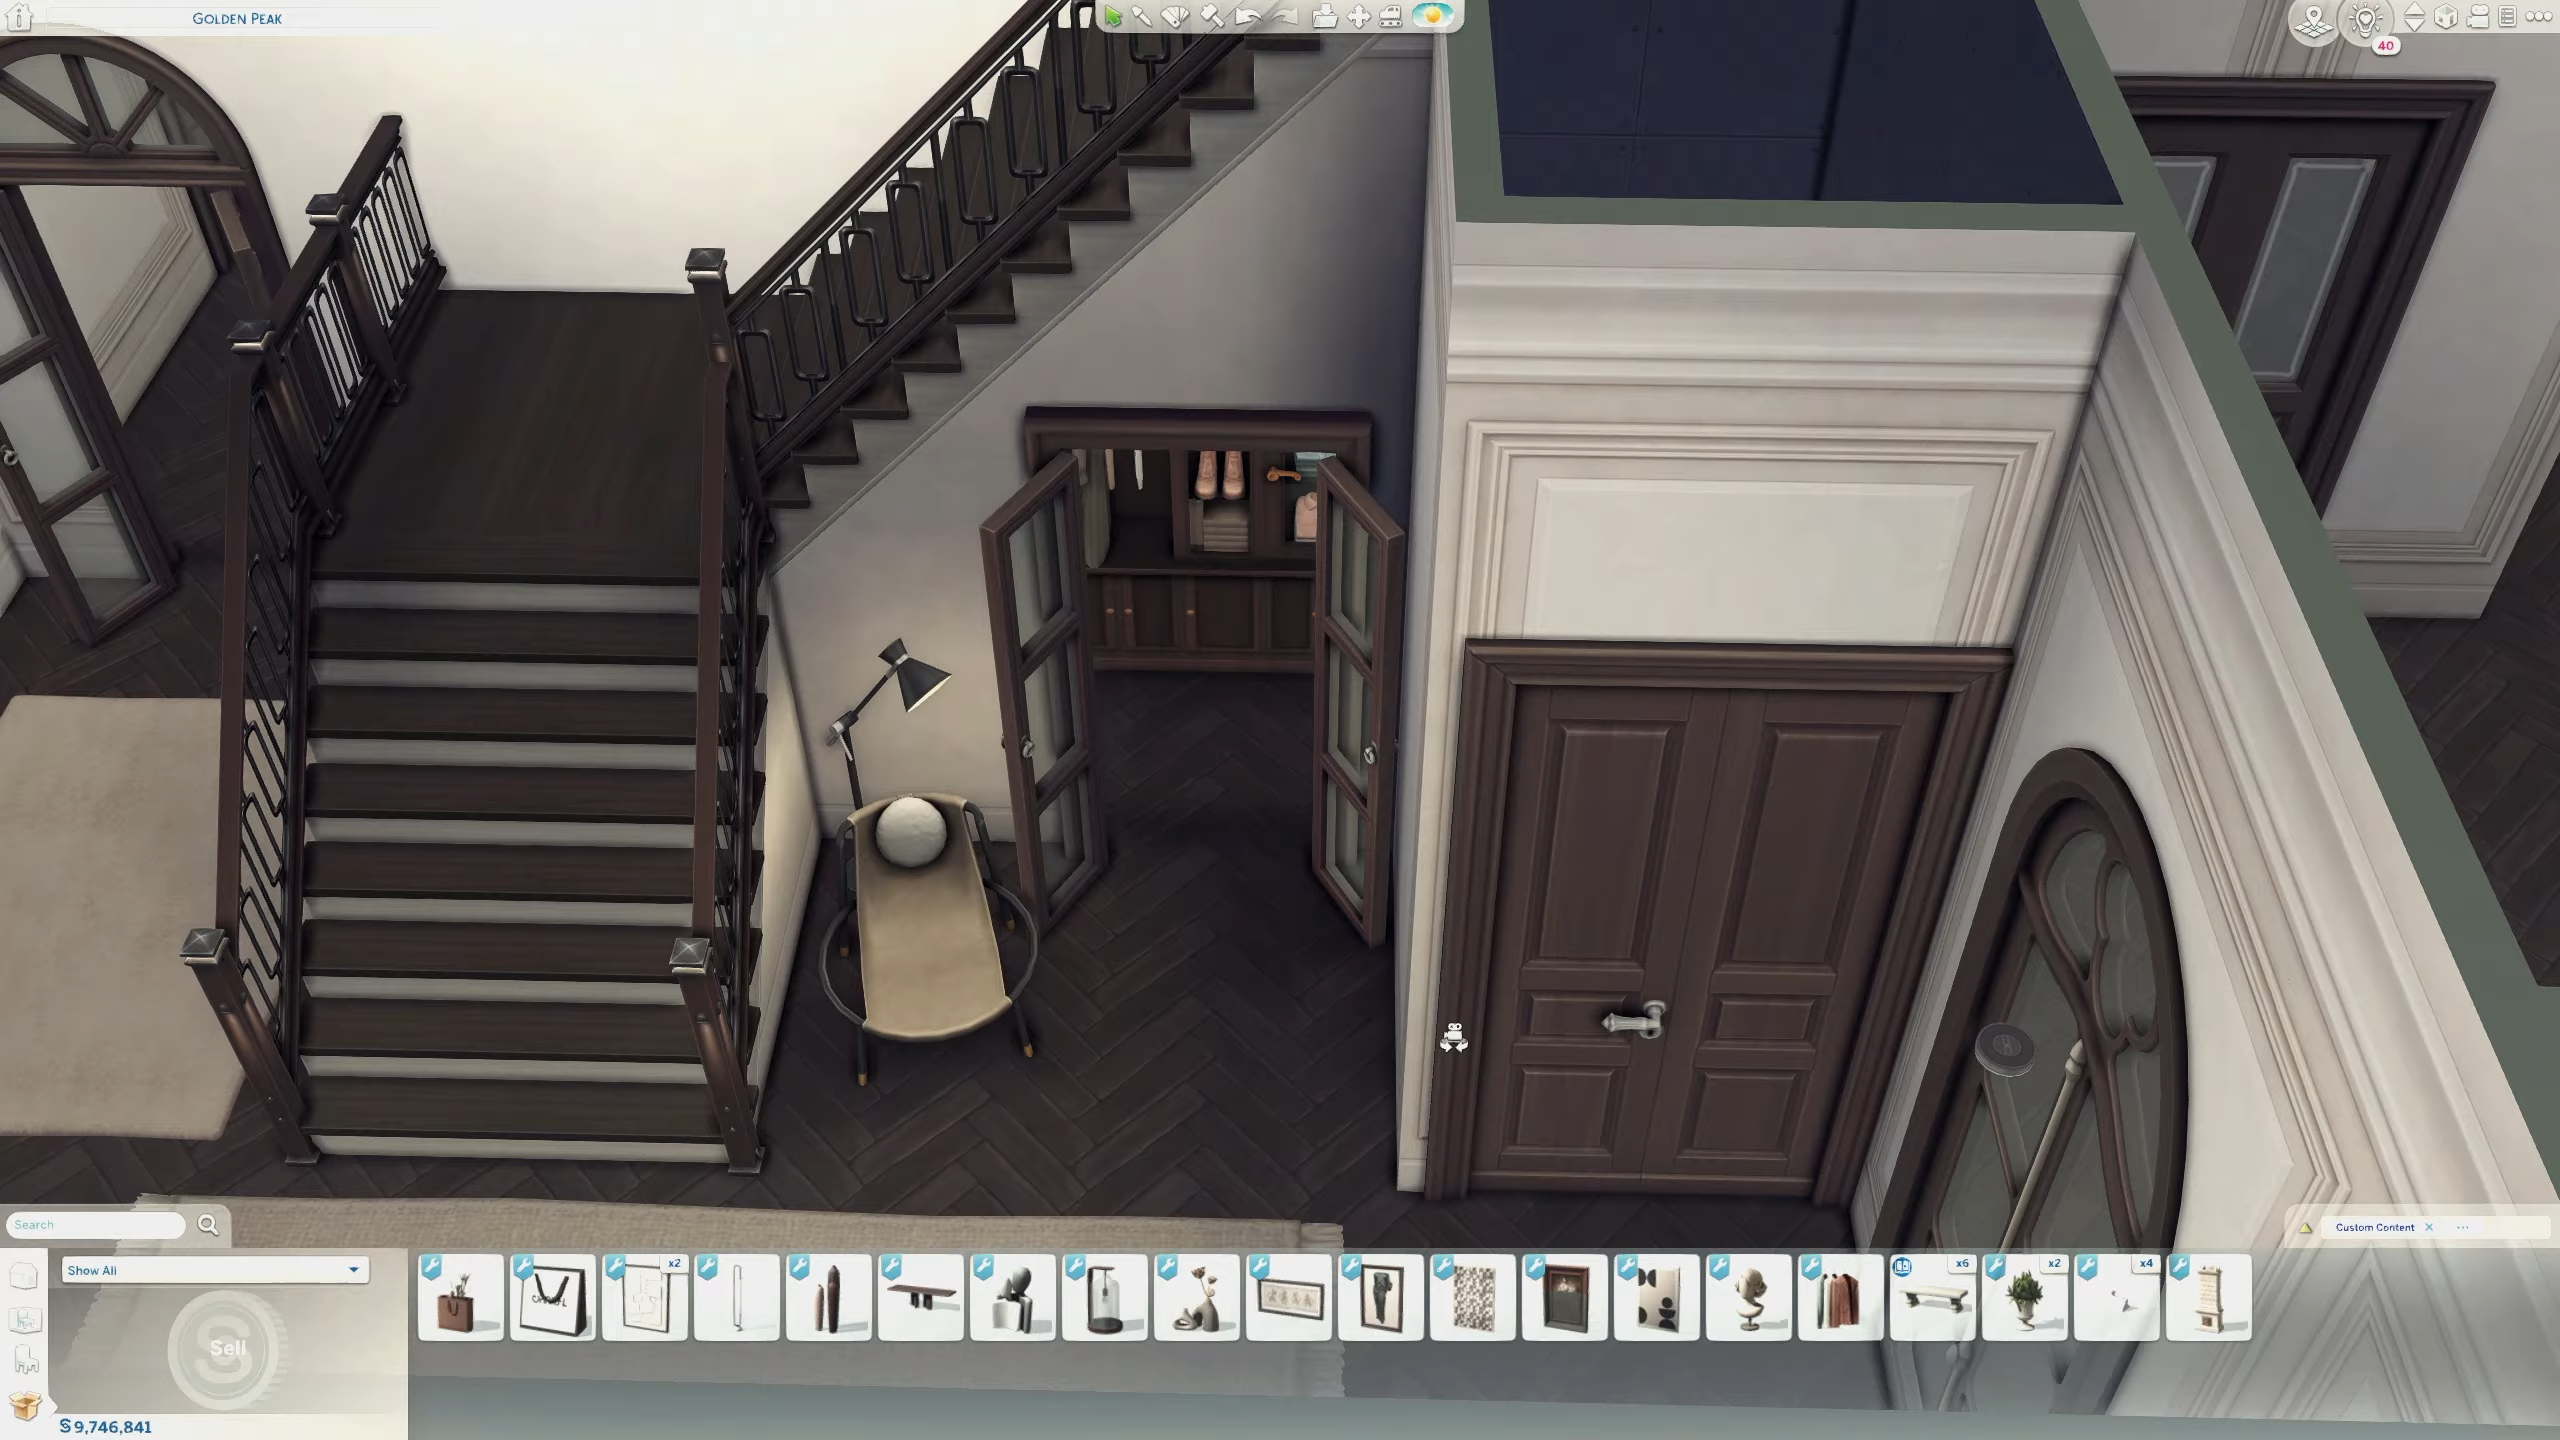 GOLDEN PEAK
40
Search
Custom Content
Show All
x2
x6
x2
x4
Sell
9,746,841